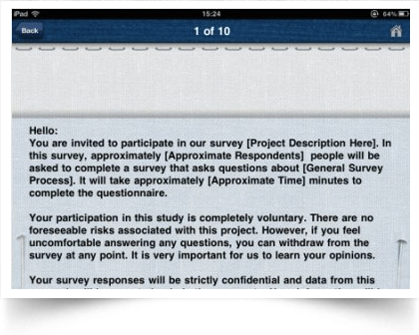 iPad 15:24 64%
Back 1 of 10
Hello:
You are invited to participate in our survey [Project Description Here]. In
this survey, approximately [Approximate Respondents] people will be
asked to complete a survey that asks questions about [General Survey
Process]. It will take approximately [Approximate Time] minutes to
complete the questionnaire.
Your participation in this study is completely voluntary. There are no
foreseeable risks associated with this project. However, if you feel
uncomfortable answering any questions, you can withdraw from the
survey at any point. It is very important for us to learn your opinions.
Your survey responses will be strictly confidential and data from this